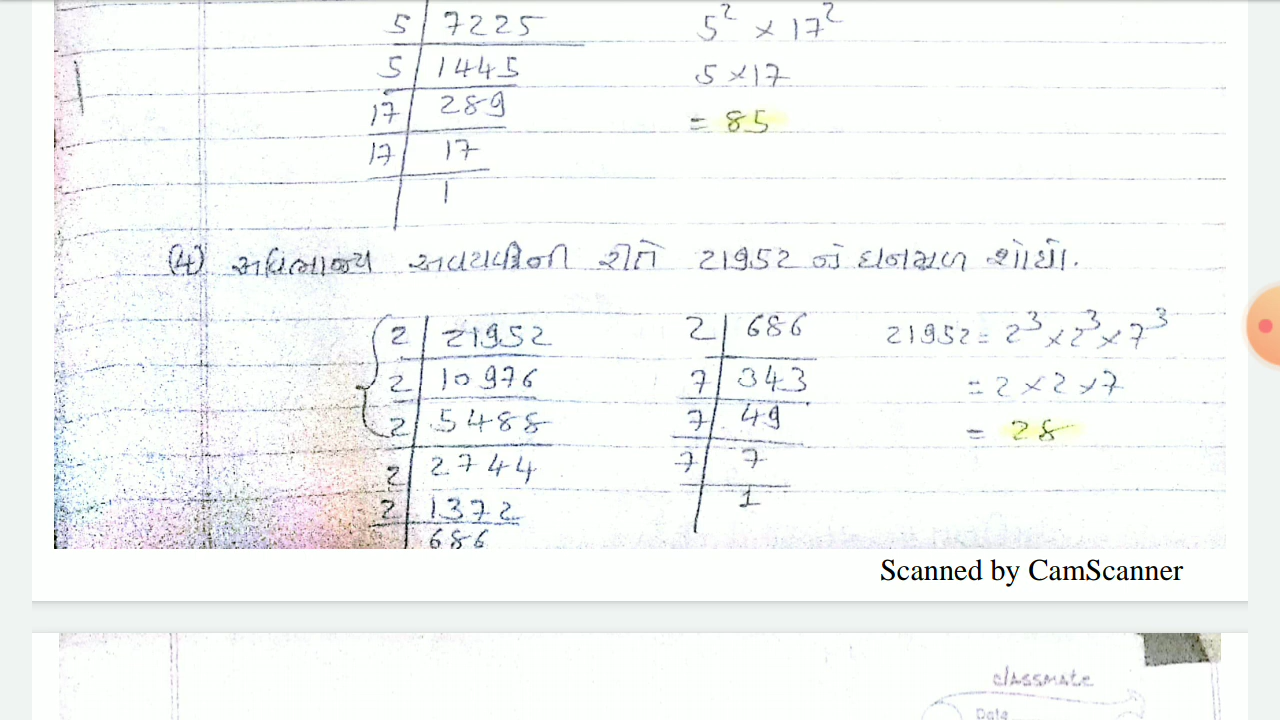 5 | 7225
5² × 17²
5 | 1445
5 × 17
17 | 289
= 85
17 | 17
1
(4) અવિભાજ્ય અવયવીની રીતે 21952 નું ઘનમૂળ શોધો.
2 | 21952
2 | 686
21952 = 2³ × 2³ × 7³
2 | 10976
7 | 343
= 2 × 2 × 7
2 | 5488
7 | 49
= 28
2 | 2744
7 | 7
2 | 1372
1
686
Scanned by CamScanner
classmate
Date